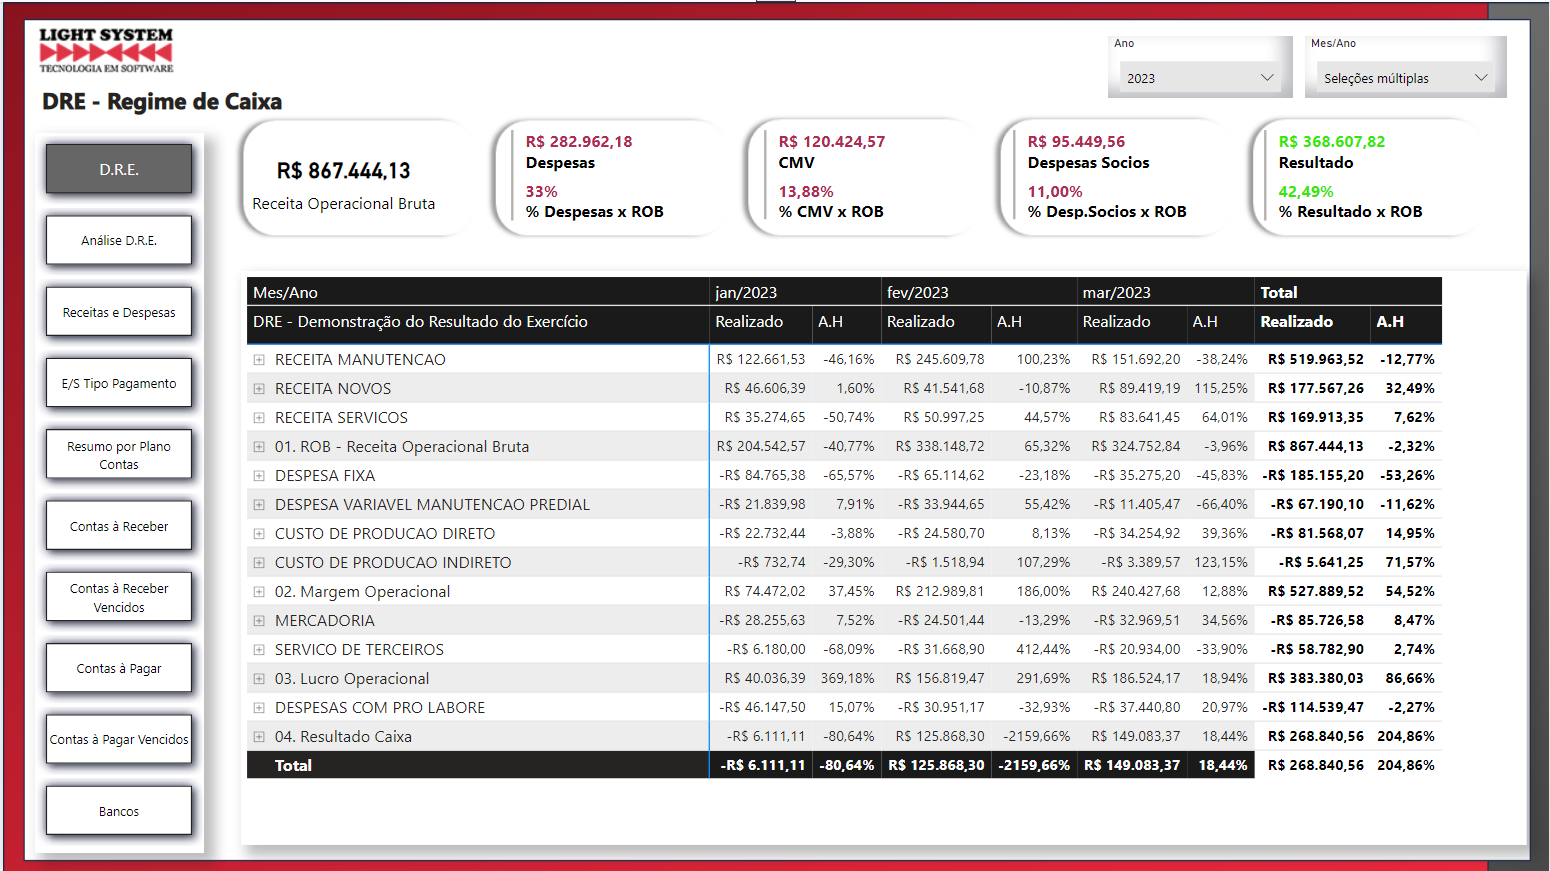 LIGHT SYSTEM
TECNOLOGIA EM SOFTWARE
DRE - Regime de Caixa
Ano
2023
Mes/Ano
Seleções múltiplas
D.R.E.
Análise D.R.E.
Receitas e Despesas
E/S Tipo Pagamento
Resumo por Plano
Contas
Contas à Receber
Contas à Receber
Vencidos
Contas à Pagar
Contas à Pagar Vencidos
Bancos
R$ 867.444,13
Receita Operacional Bruta
R$ 282.962,18
Despesas
33%
% Despesas x ROB
R$ 120.424,57
CMV
13,88%
% CMV x ROB
R$ 95.449,56
Despesas Socios
11,00%
% Desp.Socios x ROB
R$ 368.607,82
Resultado
42,49%
% Resultado x ROB
Mes/Ano jan/2023 fev/2023 mar/2023 Total
DRE - Demonstração do Resultado do Exercício Realizado A.H Realizado A.H Realizado A.H Realizado A.H
RECEITA MANUTENCAO R$ 122.661,53 -46,16% R$ 245.609,78 100,23% R$ 151.692,20 -38,24% R$ 519.963,52 -12,77%
RECEITA NOVOS R$ 46.606,39 1,60% R$ 41.541,68 -10,87% R$ 89.419,19 115,25% R$ 177.567,26 32,49%
RECEITA SERVICOS R$ 35.274,65 -50,74% R$ 50.997,25 44,57% R$ 83.641,45 64,01% R$ 169.913,35 7,62%
01. ROB - Receita Operacional Bruta R$ 204.542,57 -40,77% R$ 338.148,72 65,32% R$ 324.752,84 -3,96% R$ 867.444,13 -2,32%
DESPESA FIXA -R$ 84.765,38 -65,57% -R$ 65.114,62 -23,18% -R$ 35.275,20 -45,83% -R$ 185.155,20 -53,26%
DESPESA VARIAVEL MANUTENCAO PREDIAL -R$ 21.839,98 7,91% -R$ 33.944,65 55,42% -R$ 11.405,47 -66,40% -R$ 67.190,10 -11,62%
CUSTO DE PRODUCAO DIRETO -R$ 22.732,44 -3,88% -R$ 24.580,70 8,13% -R$ 34.254,92 39,36% -R$ 81.568,07 14,95%
CUSTO DE PRODUCAO INDIRETO -R$ 732,74 -29,30% -R$ 1.518,94 107,29% -R$ 3.389,57 123,15% -R$ 5.641,25 71,57%
02. Margem Operacional R$ 74.472,02 37,45% R$ 212.989,81 186,00% R$ 240.427,68 12,88% R$ 527.889,52 54,52%
MERCADORIA -R$ 28.255,63 7,52% -R$ 24.501,44 -13,29% -R$ 32.969,51 34,56% -R$ 85.726,58 8,47%
SERVICO DE TERCEIROS -R$ 6.180,00 -68,09% -R$ 31.668,90 412,44% -R$ 20.934,00 -33,90% -R$ 58.782,90 2,74%
03. Lucro Operacional R$ 40.036,39 369,18% R$ 156.819,47 291,69% R$ 186.524,17 18,94% R$ 383.380,03 86,66%
DESPESAS COM PRO LABORE -R$ 46.147,50 15,07% -R$ 30.951,17 -32,93% -R$ 37.440,80 20,97% -R$ 114.539,47 -2,27%
04. Resultado Caixa -R$ 6.111,11 -80,64% R$ 125.868,30 -2159,66% R$ 149.083,37 18,44% R$ 268.840,56 204,86%
Total -R$ 6.111,11 -80,64% R$ 125.868,30 -2159,66% R$ 149.083,37 18,44% R$ 268.840,56 204,86%